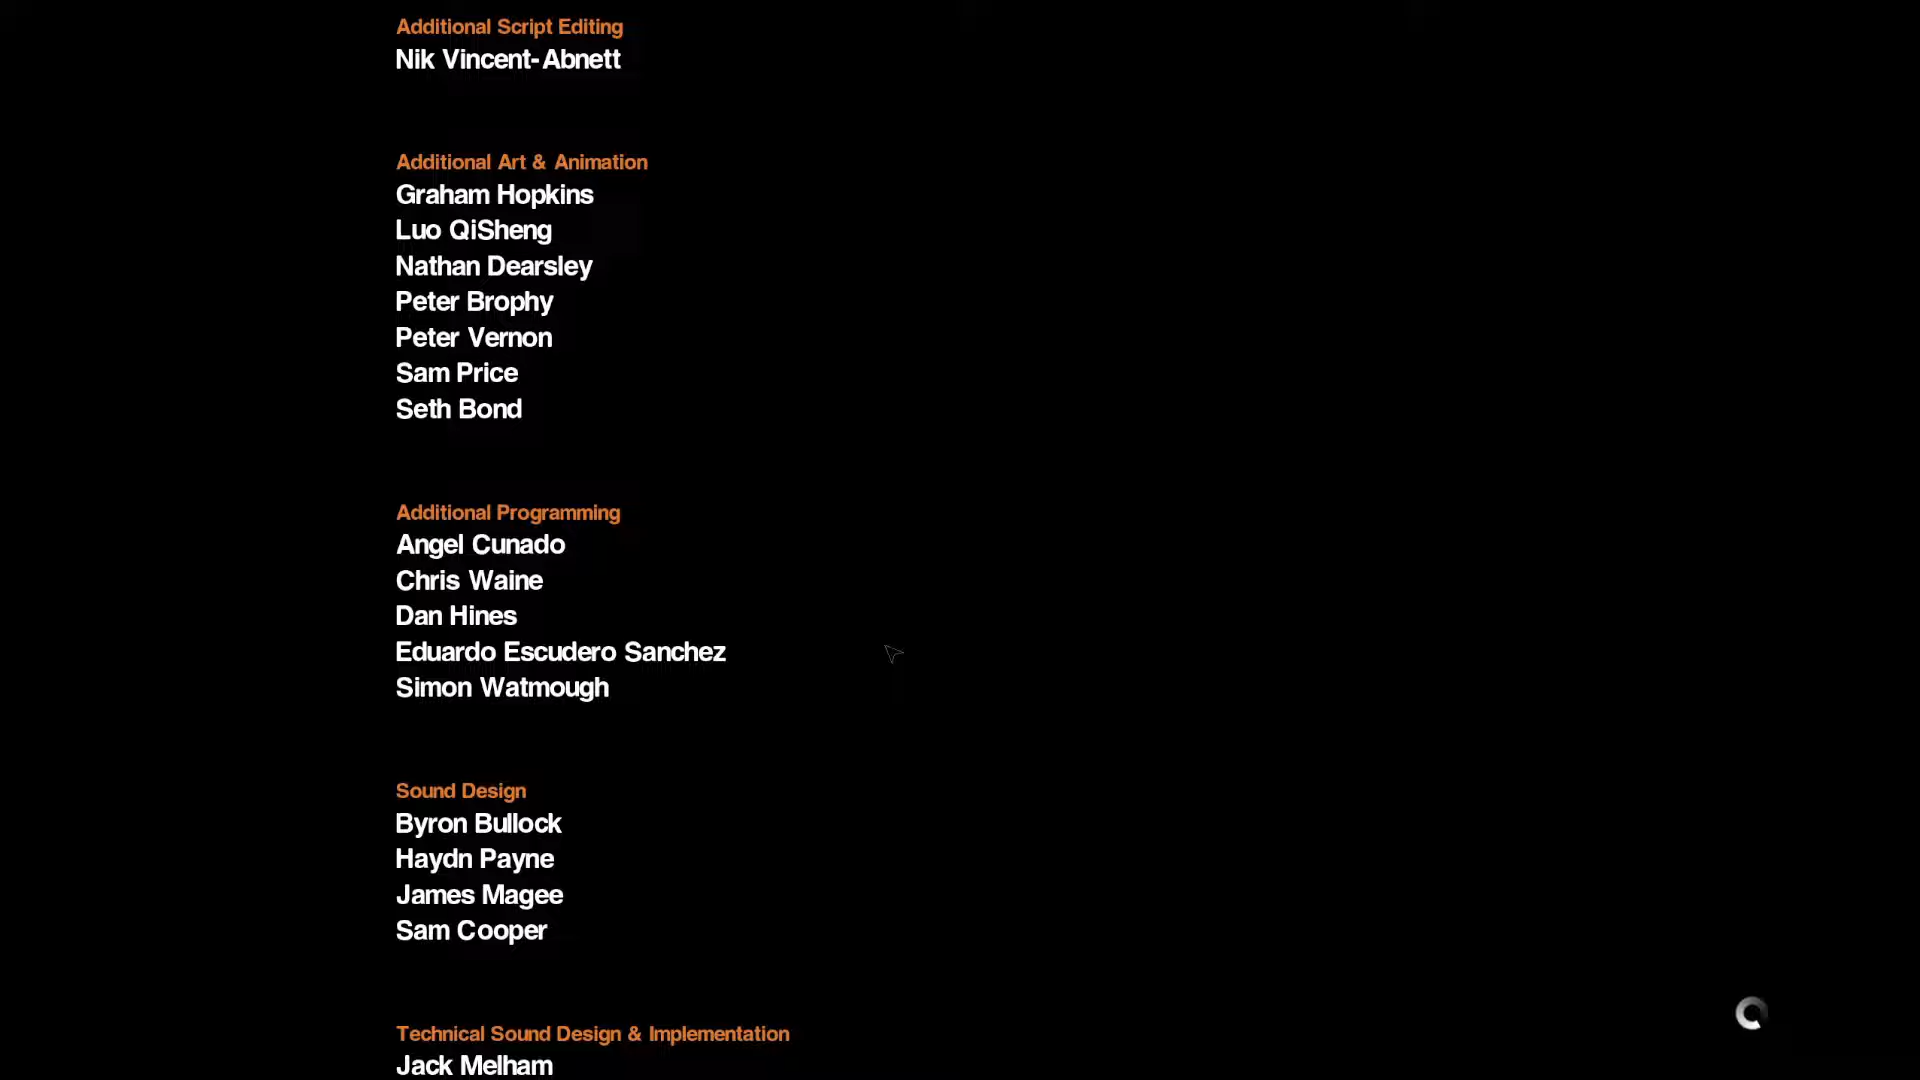 Additional Script Editing
Nik Vincent-Abnett
Additional Art & Animation
Graham Hopkins
Luo QiSheng
Nathan Dearsley
Peter Brophy
Peter Vernon
Sam Price
Seth Bond
Additional Programming
Angel Cunado
Chris Waine
Dan Hines
Eduardo Escudero Sanchez
Simon Watmough
Sound Design
Byron Bullock
Haydn Payne
James Magee
Sam Cooper
Technical Sound Design & Implementation
Jack Melham